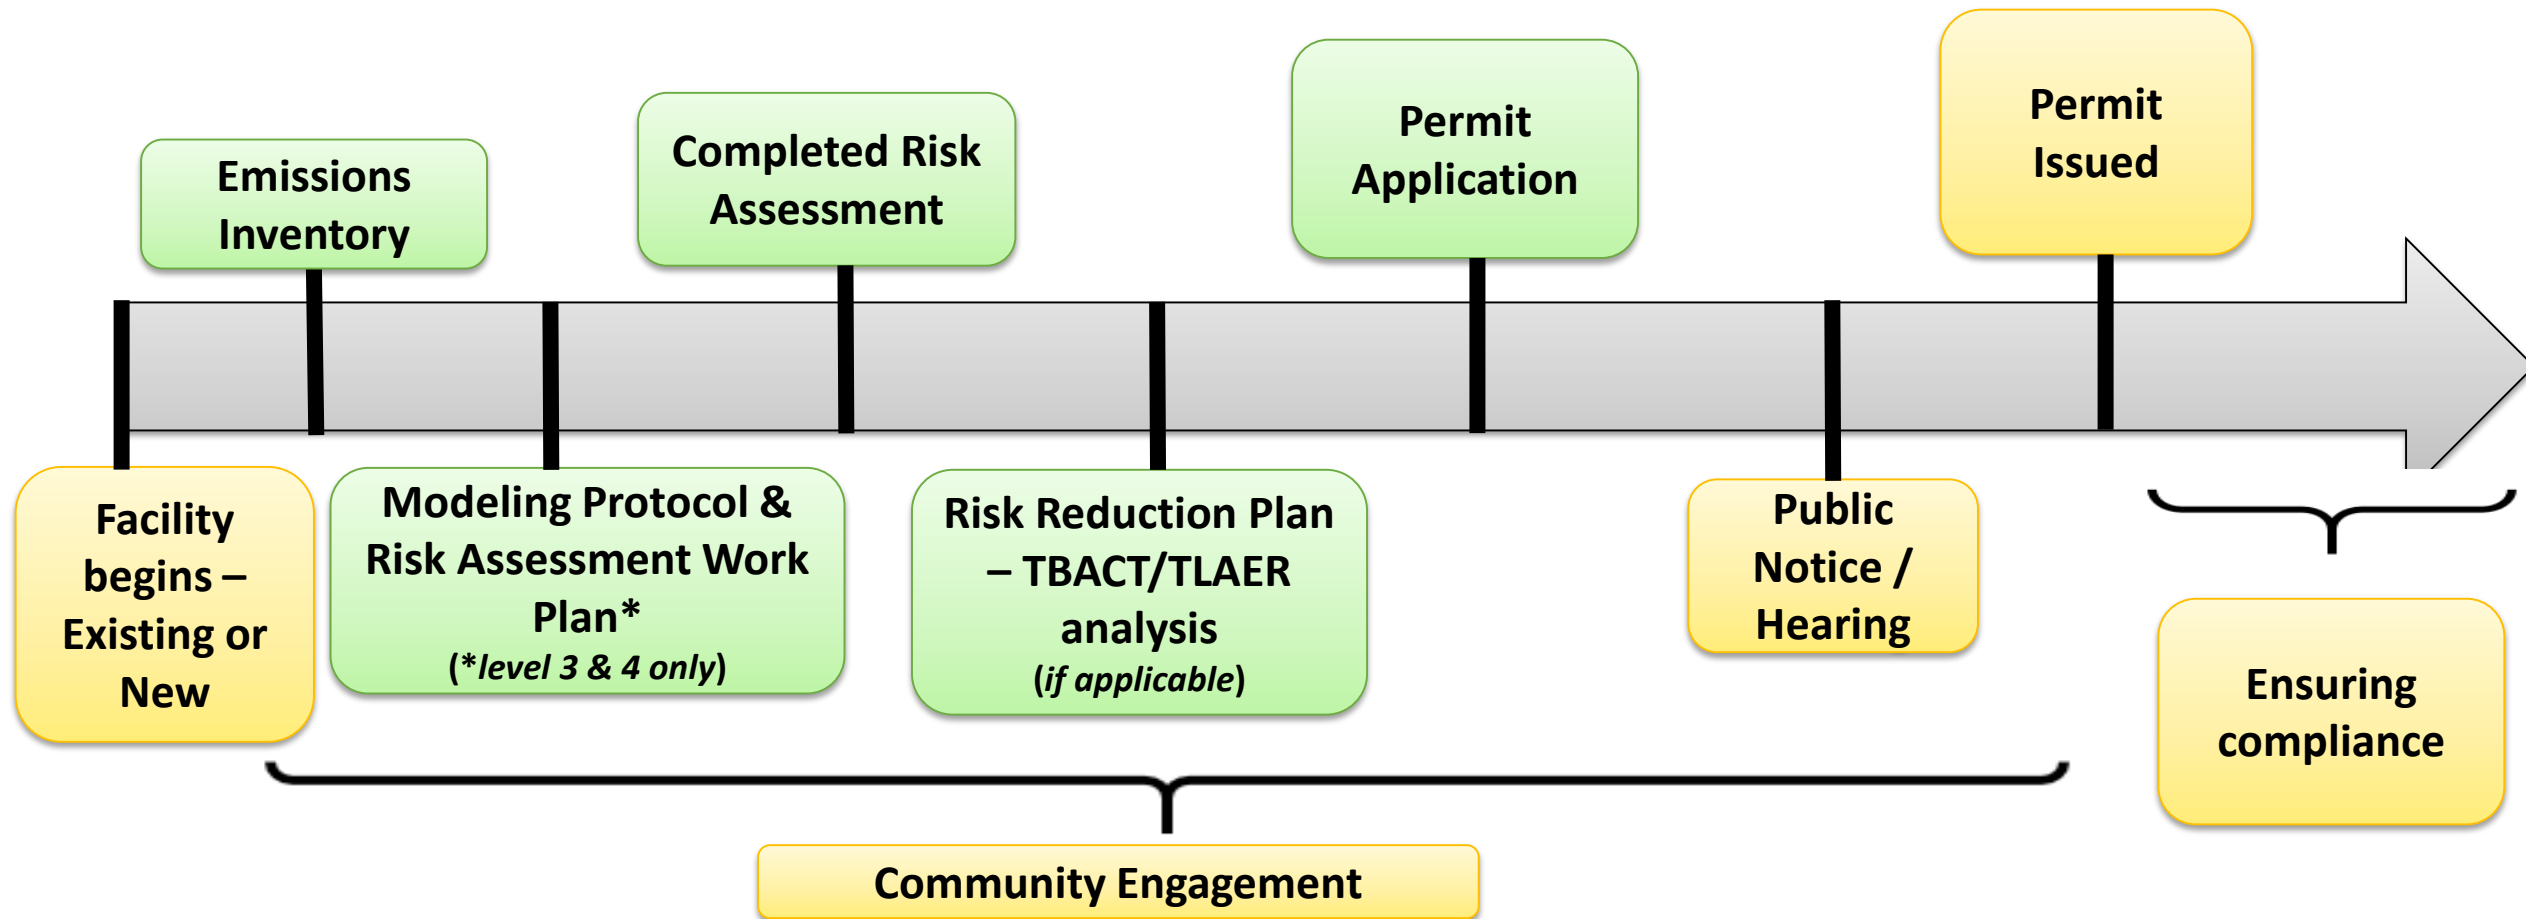 Emissions
Inventory
Completed Risk
Assessment
Permit
Application
Permit
Issued
Facility
begins –
Existing or
New
Modeling Protocol &
Risk Assessment Work
Plan*
(*level 3 & 4 only)
Risk Reduction Plan
– TBACT/TLAER
analysis
(if applicable)
Public
Notice /
Hearing
Ensuring
compliance
Community Engagement